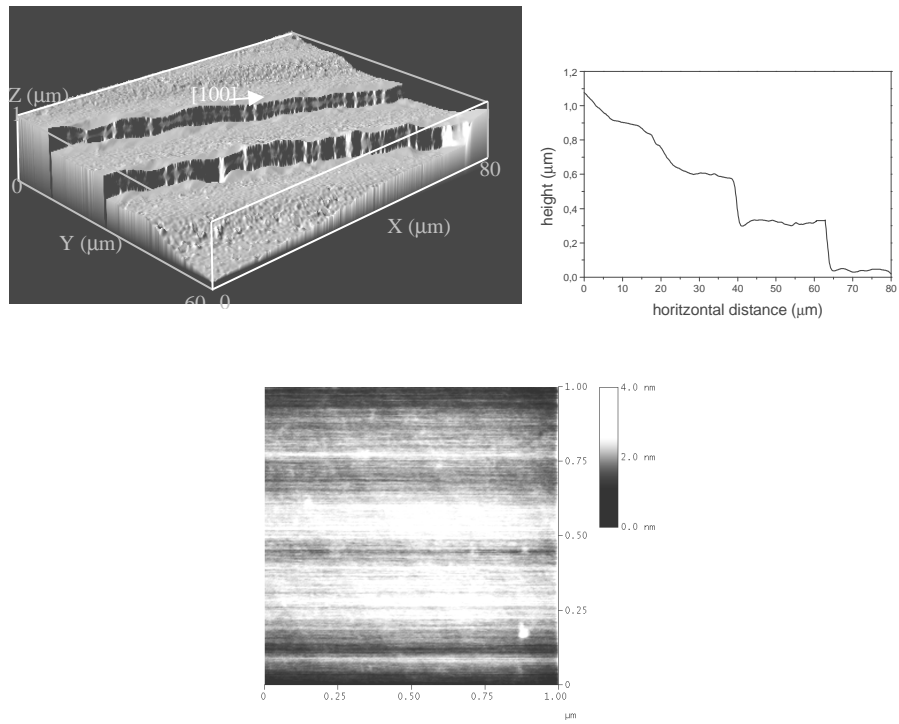 Z (μm)
1
0
[100]
Y (μm)
60
0
X (μm)
80
1,2
1,0
0,8
0,6
0,4
0,2
0,0
height (μm)
0 10 20 30 40 50 60 70 80
horitzontal distance (μm)
1.00
0.75
0.50
0.25
0
4.0 nm
2.0 nm
0.0 nm
0 0.25 0.50 0.75 1.00
μm